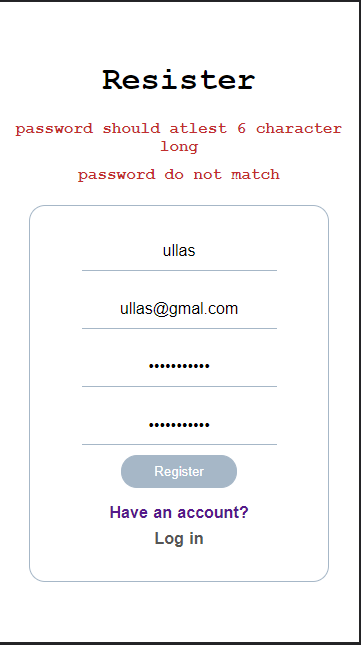 Resister
password should atlest 6 character
long
password do not match
ullas
ullas@gmal.com
•••••••••••
•••••••••••
Register
Have an account?
Log in